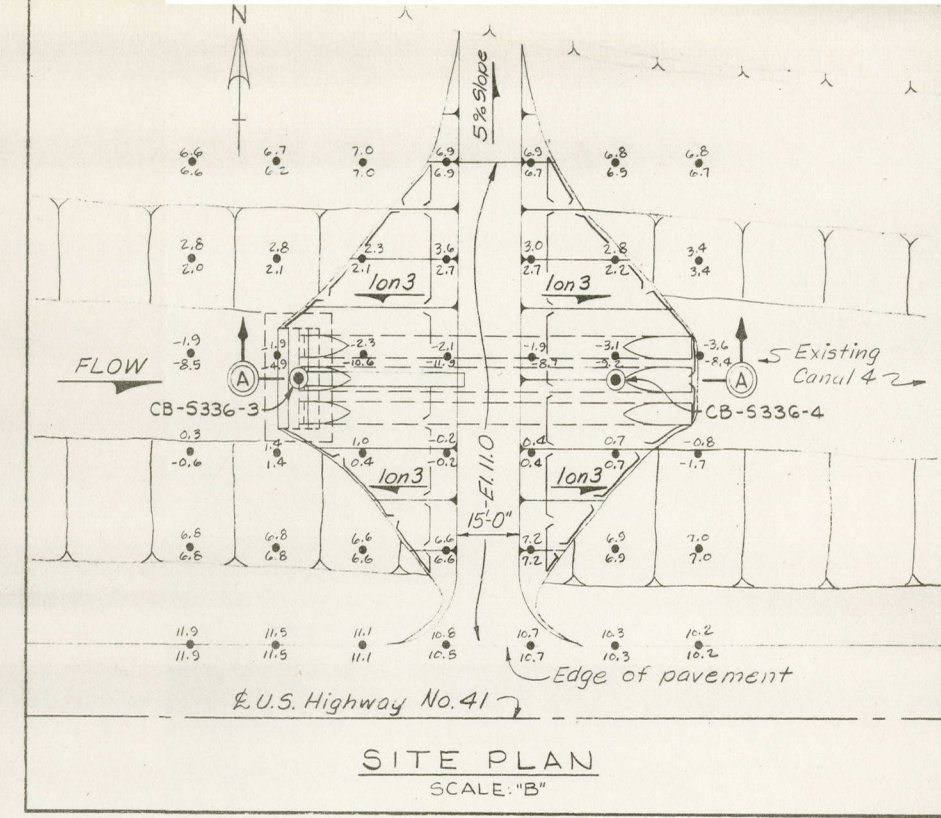 N
5% Slope
6.6 6.7 7.0 6.9 6.9 6.8 6.8
6.6 6.2 7.0 6.9 6.7 6.5 6.7
2.8 2.8 2.3 3.6 3.0 2.8 3.4
2.0 2.1 2.1 2.7 2.7 2.2 3.4
1on3 1on3
-1.9 -1.9 -2.3 -2.1 -1.9 -3.1 -3.6
-8.5 -10.6 -11.9 -8.7 -9.2 -8.4
FLOW
A A
Existing
Canal 4
CB-S336-3 CB-S336-4
0.3 1.4 1.0 -0.2 0.4 0.7 -0.8
-0.6 1.4 0.4 -0.2 0.4 0.7 -1.7
1on3 1on3
El. 11.0
15'-0"
6.8 6.8 6.6 6.6 7.2 6.9 7.0
6.8 6.8 6.6 6.6 7.2 6.9 7.0
11.9 11.5 11.1 10.8 10.7 10.3 10.2
11.9 11.5 11.1 10.5 10.7 10.3 10.2
Edge of pavement
℄ U.S. Highway No. 41
SITE PLAN
SCALE: "B"